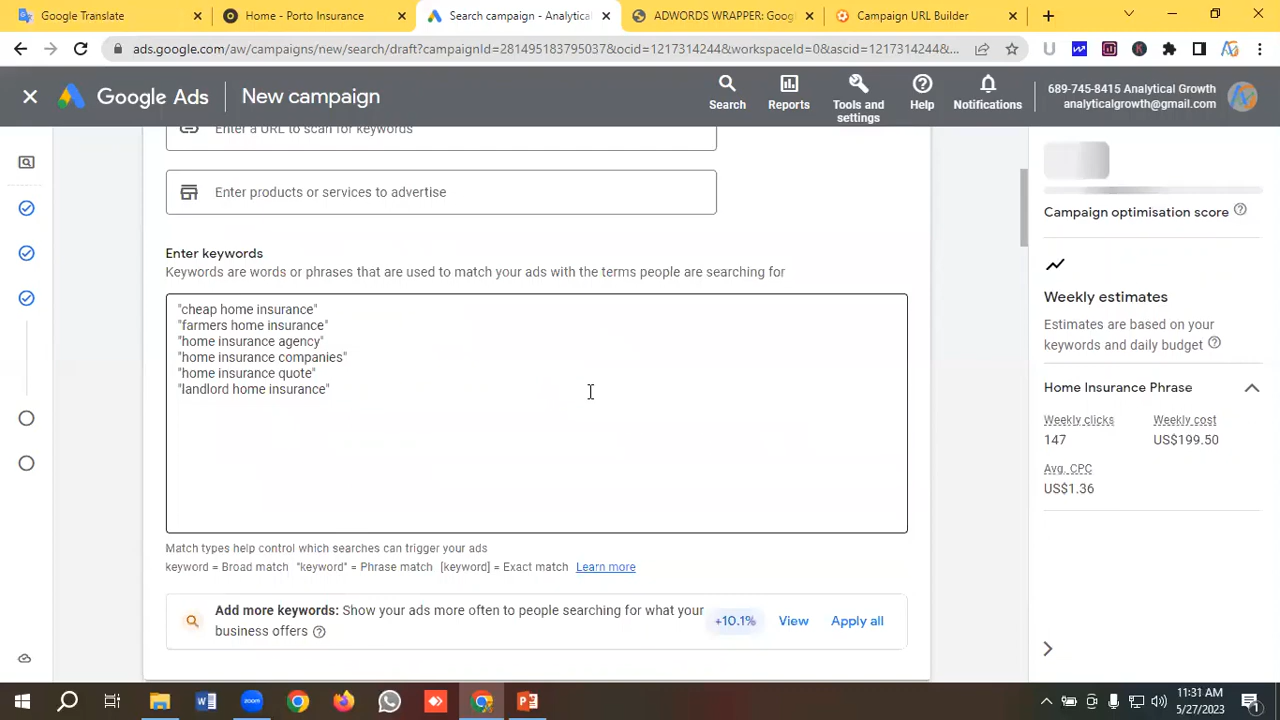 Google Translate
Home - Porto Insurance
Search campaign - Analytical
ADWORDS WRAPPER: Goog
Campaign URL Builder
ads.google.com/aw/campaigns/new/search/draft?campaignId=281495183795037&ocid=1217314244&workspaceId=0&ascid=1217314244&...
Google Ads
New campaign
Search
Reports
Tools and
settings
Help
Notifications
689-745-8415 Analytical Growth
analyticalgrowth@gmail.com
Enter a URL to scan for keywords
Enter products or services to advertise
Enter keywords
Keywords are words or phrases that are used to match your ads with the terms people are searching for
"cheap home insurance"
"farmers home insurance"
"home insurance agency"
"home insurance companies"
"home insurance quote"
"landlord home insurance"
Match types help control which searches can trigger your ads
keyword = Broad match "keyword" = Phrase match [keyword] = Exact match Learn more
Add more keywords: Show your ads more often to people searching for what your
business offers
+10.1%
View
Apply all
Campaign optimisation score
Weekly estimates
Estimates are based on your
keywords and daily budget
Home Insurance Phrase
Weekly clicks
Weekly cost
147
US$199.50
Avg. CPC
US$1.36
11:31 AM
5/27/2023